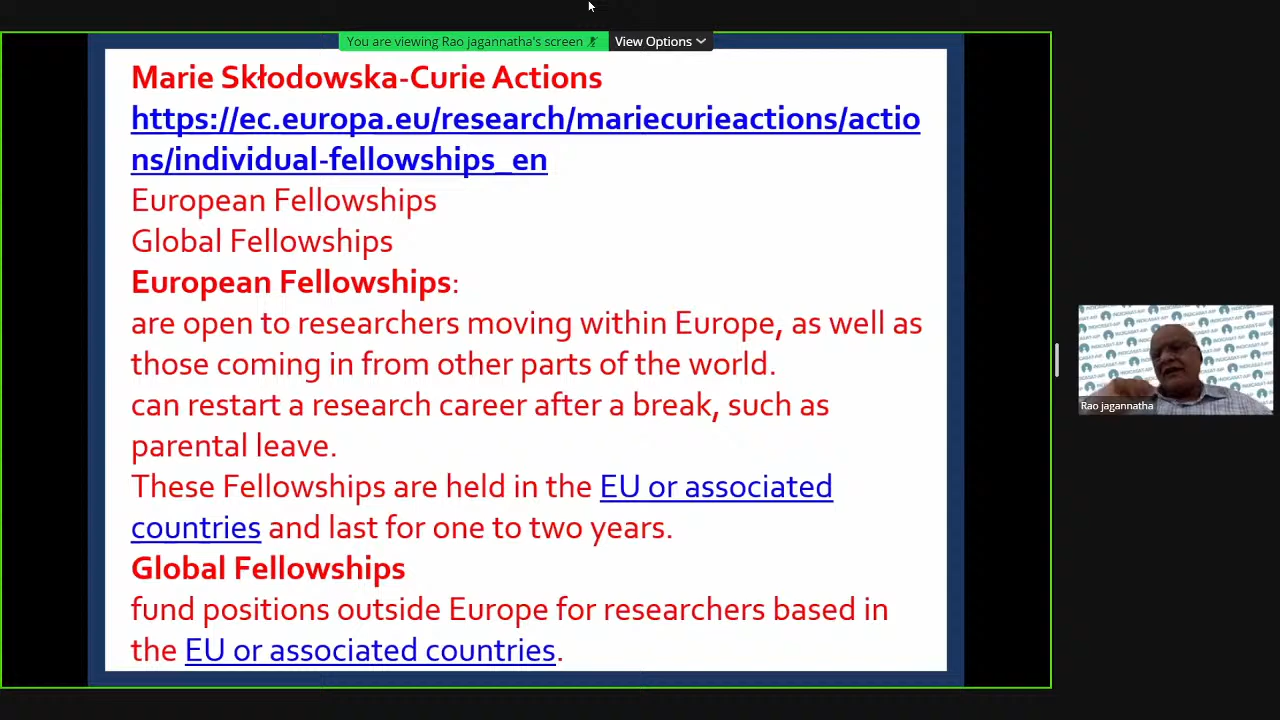 You are viewing Rao jagannatha's screen
View Options
Marie Skłodowska-Curie Actions
https://ec.europa.eu/research/mariecurieactions/actio
ns/individual-fellowships_en
European Fellowships
Global Fellowships
European Fellowships:
are open to researchers moving within Europe, as well as
those coming in from other parts of the world.
can restart a research career after a break, such as
parental leave.
These Fellowships are held in the EU or associated
countries and last for one to two years.
Global Fellowships
fund positions outside Europe for researchers based in
the EU or associated countries.
INDICASAT-AIP
Rao jagannatha